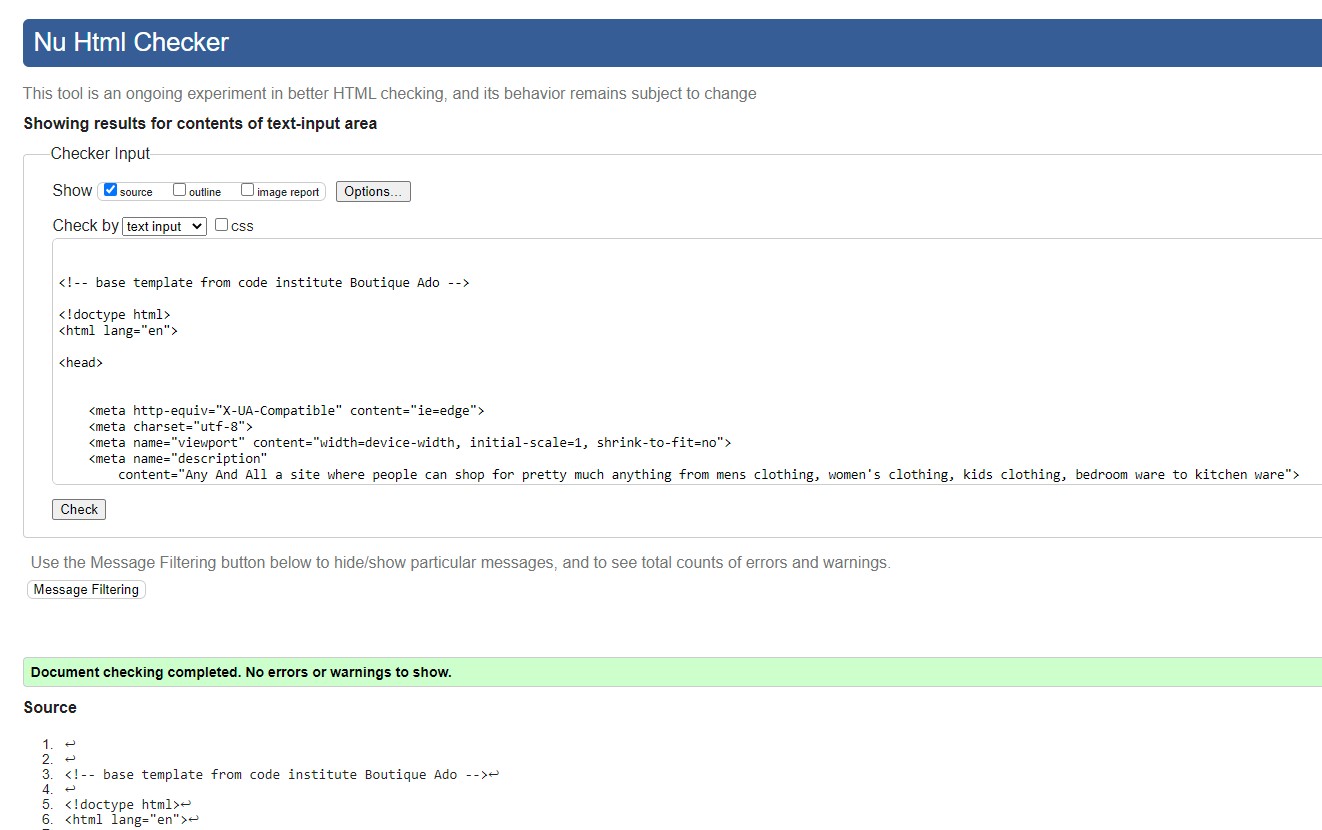 Nu Html Checker
This tool is an ongoing experiment in better HTML checking, and its behavior remains subject to change
Showing results for contents of text-input area
Checker Input
Show source outline image report Options...
Check by text input css
<!-- base template from code institute Boutique Ado -->
<!doctype html>
<html lang="en">
<head>
<meta http-equiv="X-UA-Compatible" content="ie=edge">
<meta charset="utf-8">
<meta name="viewport" content="width=device-width, initial-scale=1, shrink-to-fit=no">
<meta name="description"
content="Any And All a site where people can shop for pretty much anything from mens clothing, women's clothing, kids clothing, bedroom ware to kitchen ware">
Check
Use the Message Filtering button below to hide/show particular messages, and to see total counts of errors and warnings.
Message Filtering
Document checking completed. No errors or warnings to show.
Source
1. ↩
2. ↩
3. <!-- base template from code institute Boutique Ado -->↩
4. ↩
5. <!doctype html>↩
6. <html lang="en">↩